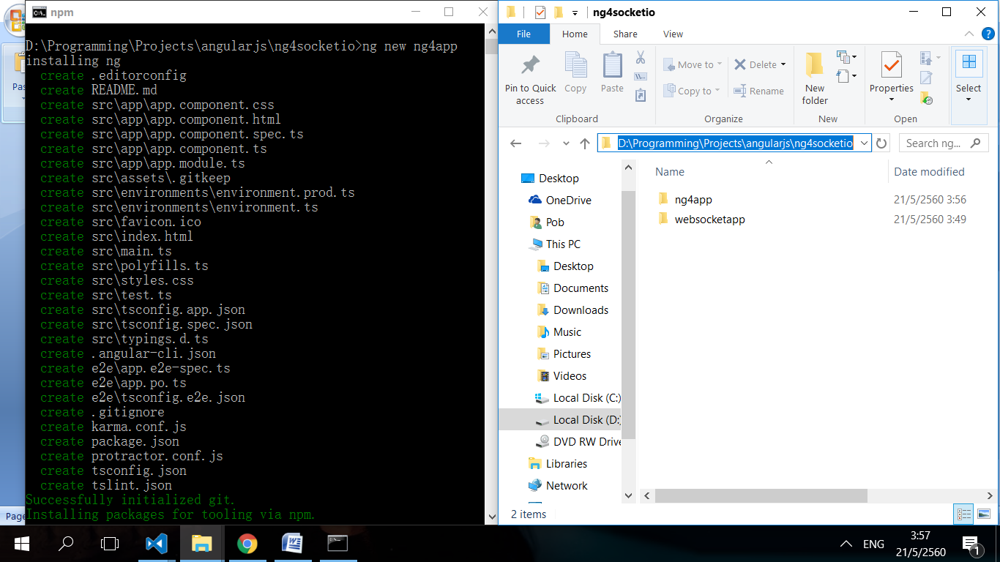 npm
D:\Programming\Projects\angularjs\ng4socketio>ng new ng4app
installing ng
create .editorconfig
create README.md
create src\app\app.component.css
create src\app\app.component.html
create src\app\app.component.spec.ts
create src\app\app.component.ts
create src\app\app.module.ts
create src\assets\.gitkeep
create src\environments\environment.prod.ts
create src\environments\environment.ts
create src\favicon.ico
create src\index.html
create src\main.ts
create src\polyfills.ts
create src\styles.css
create src\test.ts
create src\tsconfig.app.json
create src\tsconfig.spec.json
create src\typings.d.ts
create .angular-cli.json
create e2e\app.e2e-spec.ts
create e2e\app.po.ts
create e2e\tsconfig.e2e.json
create .gitignore
create karma.conf.js
create package.json
create protractor.conf.js
create tsconfig.json
create tslint.json
Successfully initialized git.
Installing packages for tooling via npm.
Pas
Page
ng4socketio
File Home Share View
Pin to Quick access
Copy
Paste
Clipboard
Move to
Copy to
Delete
Rename
Organize
New folder
New
Properties
Open
Select
D:\Programming\Projects\angularjs\ng4socketio
Search ng...
Desktop
OneDrive
Pob
This PC
Desktop
Documents
Downloads
Music
Pictures
Videos
Local Disk (C:)
Local Disk (D:)
DVD RW Drive
Libraries
Network
Name Date modified
ng4app 21/5/2560 3:56
websocketapp 21/5/2560 3:49
2 items
ENG
3:57
21/5/2560
1